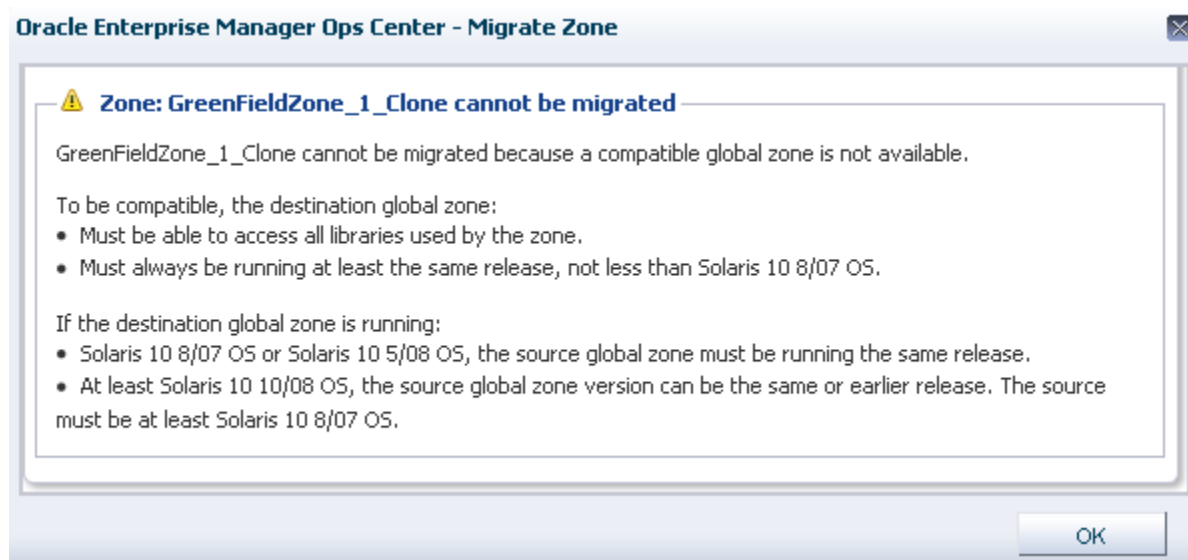 Oracle Enterprise Manager Ops Center - Migrate Zone
Zone: GreenFieldZone_1_Clone cannot be migrated
GreenFieldZone_1_Clone cannot be migrated because a compatible global zone is not available.
To be compatible, the destination global zone:
• Must be able to access all libraries used by the zone.
• Must always be running at least the same release, not less than Solaris 10 8/07 OS.
If the destination global zone is running:
• Solaris 10 8/07 OS or Solaris 10 5/08 OS, the source global zone must be running the same release.
• At least Solaris 10 10/08 OS, the source global zone version can be the same or earlier release. The source
must be at least Solaris 10 8/07 OS.
OK